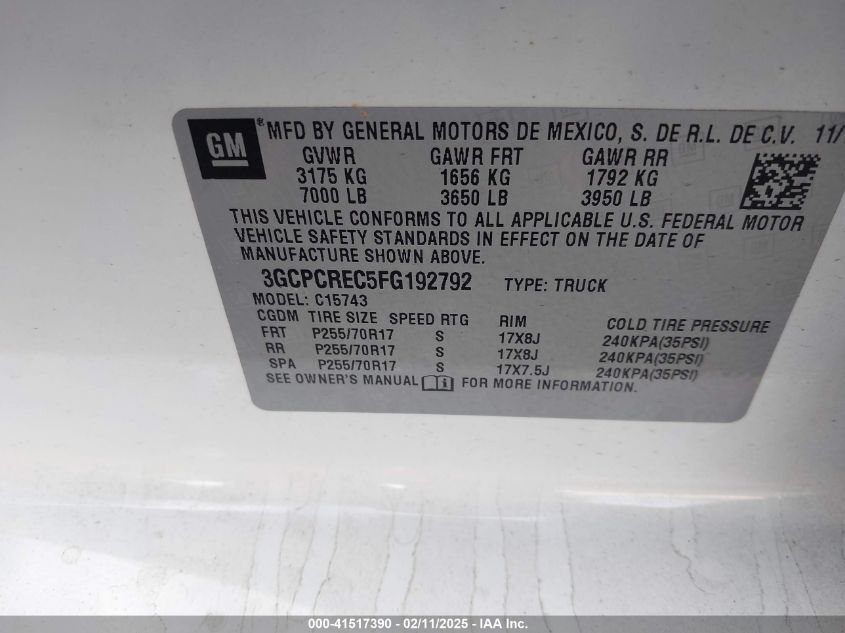 GM ® MFD BY GENERAL MOTORS DE MEXICO, S. DE R.L. DE C.V. 11/
GVWR GAWR FRT GAWR RR
3175 KG 1656 KG 1792 KG
7000 LB 3650 LB 3950 LB
THIS VEHICLE CONFORMS TO ALL APPLICABLE U.S. FEDERAL MOTOR
VEHICLE SAFETY STANDARDS IN EFFECT ON THE DATE OF
MANUFACTURE SHOWN ABOVE.
3GCPCREC5FG192792 TYPE: TRUCK
MODEL: C15743
CGDM TIRE SIZE SPEED RTG RIM COLD TIRE PRESSURE
FRT P255/70R17 S 17X8J 240KPA(35PSI)
RR P255/70R17 S 17X8J 240KPA(35PSI)
SPA P255/70R17 S 17X7.5J 240KPA(35PSI)
SEE OWNER'S MANUAL FOR MORE INFORMATION.
000-41517390 - 02/11/2025 - IAA Inc.